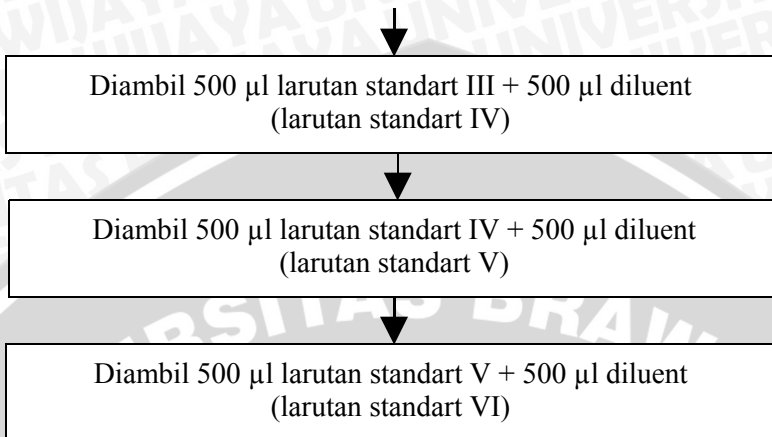 Diambil 500 µl larutan standart III + 500 µl diluent
(larutan standart IV)
Diambil 500 µl larutan standart IV + 500 µl diluent
(larutan standart V)
Diambil 500 µl larutan standart V + 500 µl diluent
(larutan standart VI)